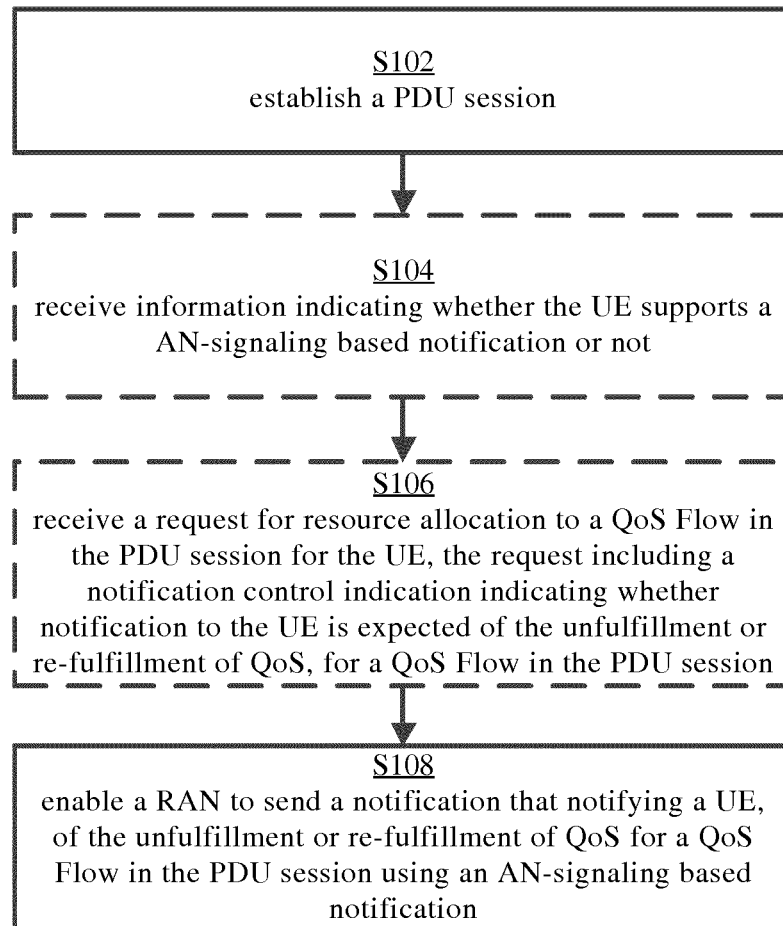 S102
establish a PDU session
S104
receive information indicating whether the UE supports a
AN-signaling based notification or not
S106
receive a request for resource allocation to a QoS Flow in
the PDU session for the UE, the request including a
notification control indication indicating whether
notification to the UE is expected of the unfulfillment or
re-fulfillment of QoS, for a QoS Flow in the PDU session
S108
enable a RAN to send a notification that notifying a UE,
of the unfulfillment or re-fulfillment of QoS for a QoS
Flow in the PDU session using an AN-signaling based
notification